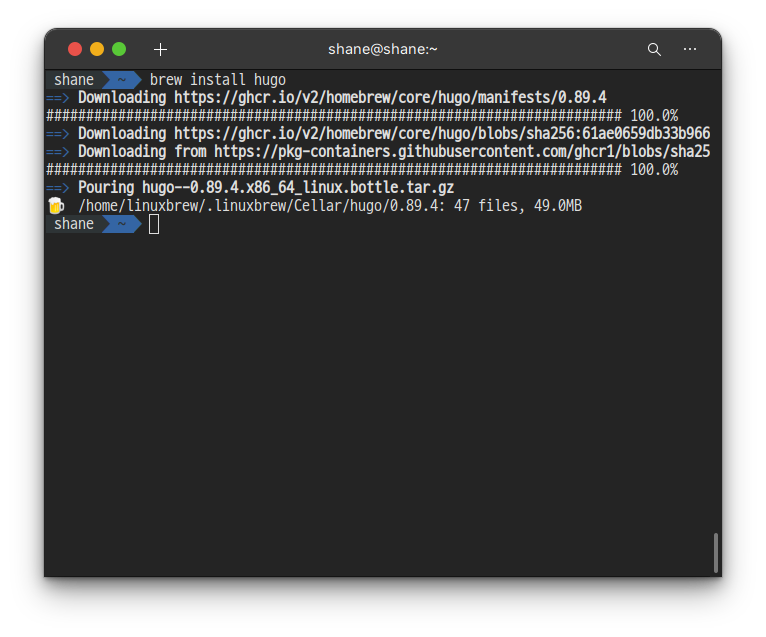 shane@shane:~
shane ~ brew install hugo
==> Downloading https://ghcr.io/v2/homebrew/core/hugo/manifests/0.89.4
######################################################################## 100.0%
==> Downloading https://ghcr.io/v2/homebrew/core/hugo/blobs/sha256:61ae0659db33b966
==> Downloading from https://pkg-containers.githubusercontent.com/ghcr1/blobs/sha25
######################################################################## 100.0%
==> Pouring hugo--0.89.4.x86_64_linux.bottle.tar.gz
🍺 /home/linuxbrew/.linuxbrew/Cellar/hugo/0.89.4: 47 files, 49.0MB
shane ~